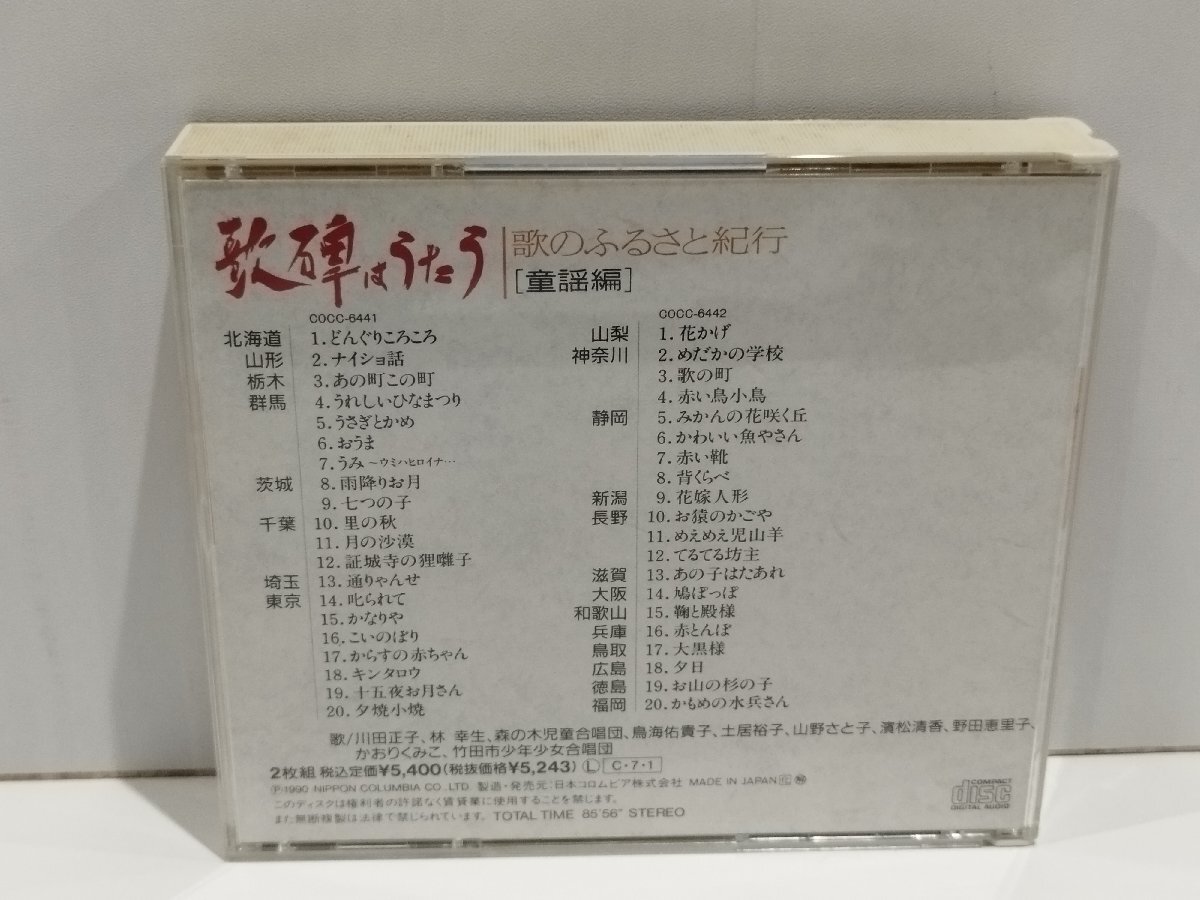 歌碑はうたう
歌のふるさと紀行
[童謡編]
COCC-6441
北海道 1.どんぐりころころ
山形 2.ナイショ話
栃木 3.あの町この町
群馬 4.うれしいひなまつり
5.うさぎとかめ
6.おうま
7.うみ〜ウミハヒロイナ…
茨城 8.雨降りお月
9.七つの子
千葉 10.里の秋
11.月の沙漠
12.証城寺の狸囃子
埼玉 13.通りゃんせ
東京 14.叱られて
15.かなりや
16.こいのぼり
17.からすの赤ちゃん
18.キンタロウ
19.十五夜お月さん
20.夕焼小焼
COCC-6442
山梨 1.花かげ
神奈川 2.めだかの学校
3.歌の町
4.赤い鳥小鳥
静岡 5.みかんの花咲く丘
6.かわいい魚やさん
7.赤い靴
8.背くらべ
新潟 9.花嫁人形
長野 10.お猿のかごや
11.めえめえ児山羊
12.てるてる坊主
滋賀 13.あの子はたあれ
大阪 14.鳩ぽっぽ
和歌山 15.鞠と殿様
兵庫 16.赤とんぼ
鳥取 17.大黒様
広島 18.夕日
徳島 19.お山の杉の子
福岡 20.かもめの水兵さん
歌/川田正子、林 幸生、森の木児童合唱団、鳥海佑貴子、土居裕子、山野さと子、濱松清香、野田恵里子、
かおりくみこ、竹田市少年少女合唱団
2枚組 税込定価¥5,400(税抜価格¥5,243) Ⓛ C・7・1
Ⓟ1990 NIPPON COLUMBIA CO., LTD. 製造・発売元:日本コロムビア株式会社 MADE IN JAPAN
このディスクは権利者の許諾なく賃貸業に使用することを禁じます。
また無断複製は法律で禁じられています。 TOTAL TIME 85'56" STEREO
COMPACT
disc
DIGITAL AUDIO